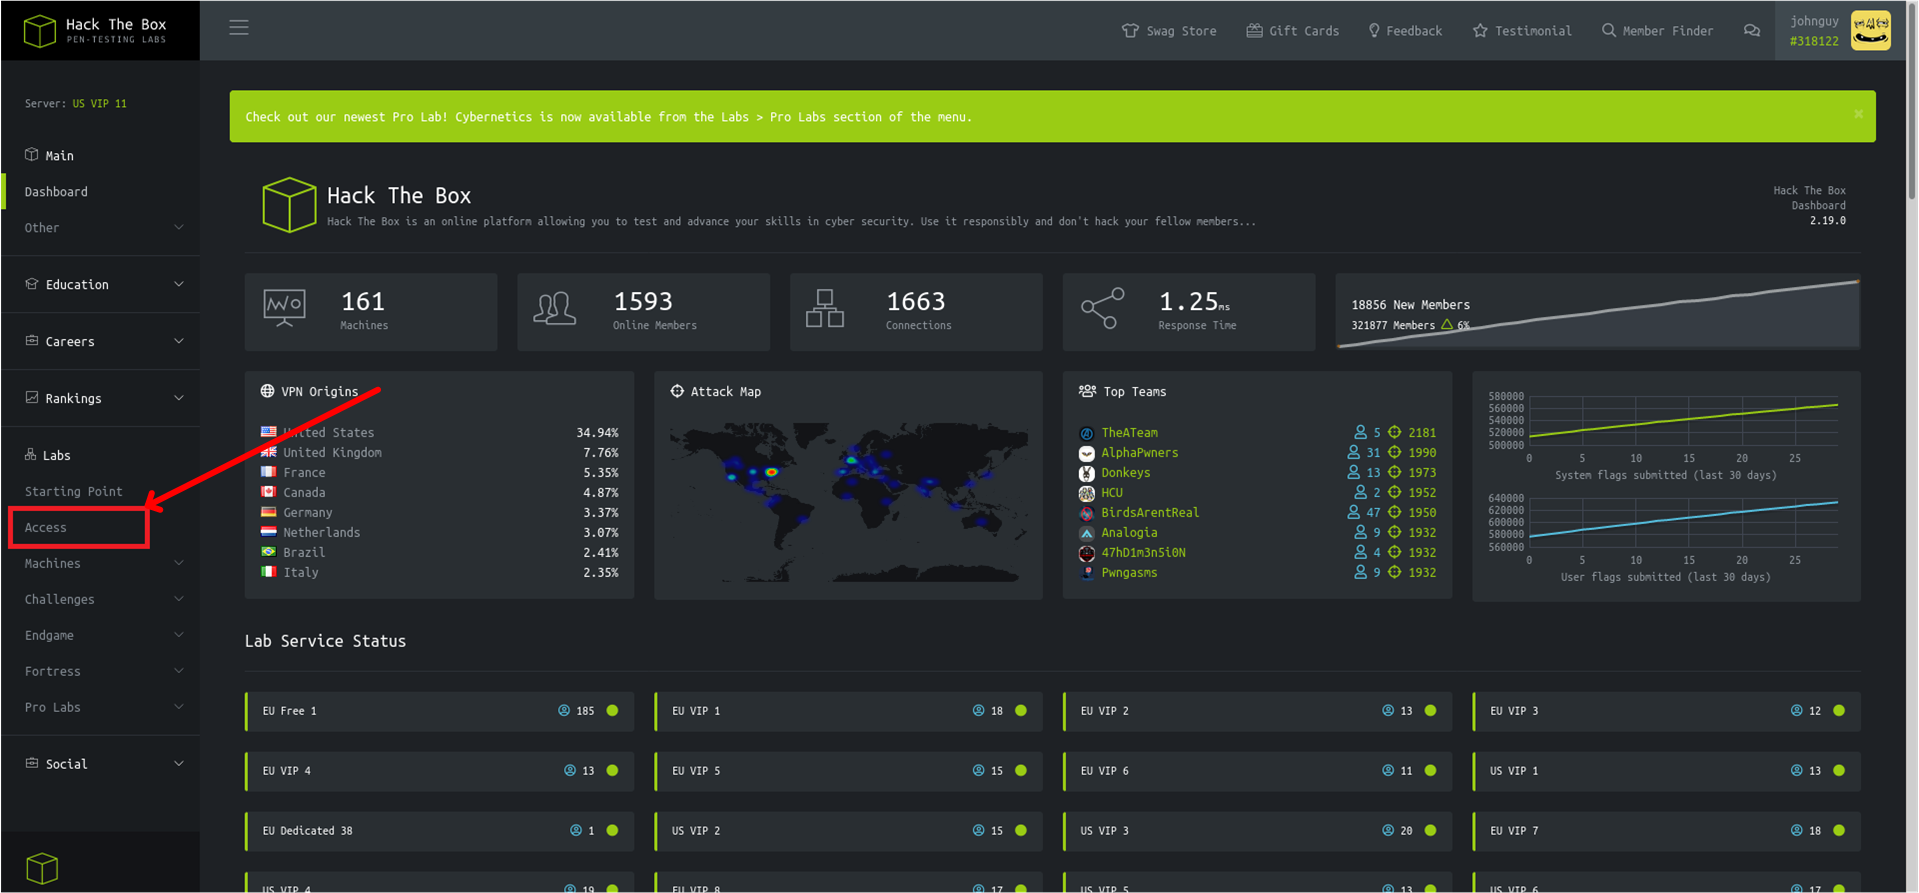 Hack The Box
PEN-TESTING LABS
Swag Store
Gift Cards
Feedback
Testimonial
Member Finder
johnguy
#318122
Server: US VIP 11
Main
Dashboard
Other
Education
Careers
Rankings
Labs
Starting Point
Access
Machines
Challenges
Endgame
Fortress
Pro Labs
Social
Check out our newest Pro Lab! Cybernetics is now available from the Labs > Pro Labs section of the menu.
×
Hack The Box
Hack The Box is an online platform allowing you to test and advance your skills in cyber security. Use it responsibly and don't hack your fellow members...
Hack The Box
Dashboard
2.19.0
161
Machines
1593
Online Members
1663
Connections
1.25ms
Response Time
18856 New Members
321877 Members 6%
VPN Origins
United States 34.94%
United Kingdom 7.76%
France 5.35%
Canada 4.87%
Germany 3.37%
Netherlands 3.07%
Brazil 2.41%
Italy 2.35%
Attack Map
Top Teams
TheATeam 5 2181
AlphaPwners 31 1990
Donkeys 13 1973
HCU 2 1952
BirdsArentReal 47 1950
Analogia 9 1932
47hD1m3n5i0N 4 1932
Pwngasms 9 1932
580000
560000
540000
520000
500000
0 5 10 15 20 25
System flags submitted (last 30 days)
640000
620000
600000
580000
560000
0 5 10 15 20 25
User flags submitted (last 30 days)
Lab Service Status
EU Free 1 185
EU VIP 1 18
EU VIP 2 13
EU VIP 3 12
EU VIP 4 13
EU VIP 5 15
EU VIP 6 11
US VIP 1 13
EU Dedicated 38 1
US VIP 2 15
US VIP 3 20
EU VIP 7 18
US VIP 4 19
EU VIP 8 17
US VIP 5 13
US VIP 6 17